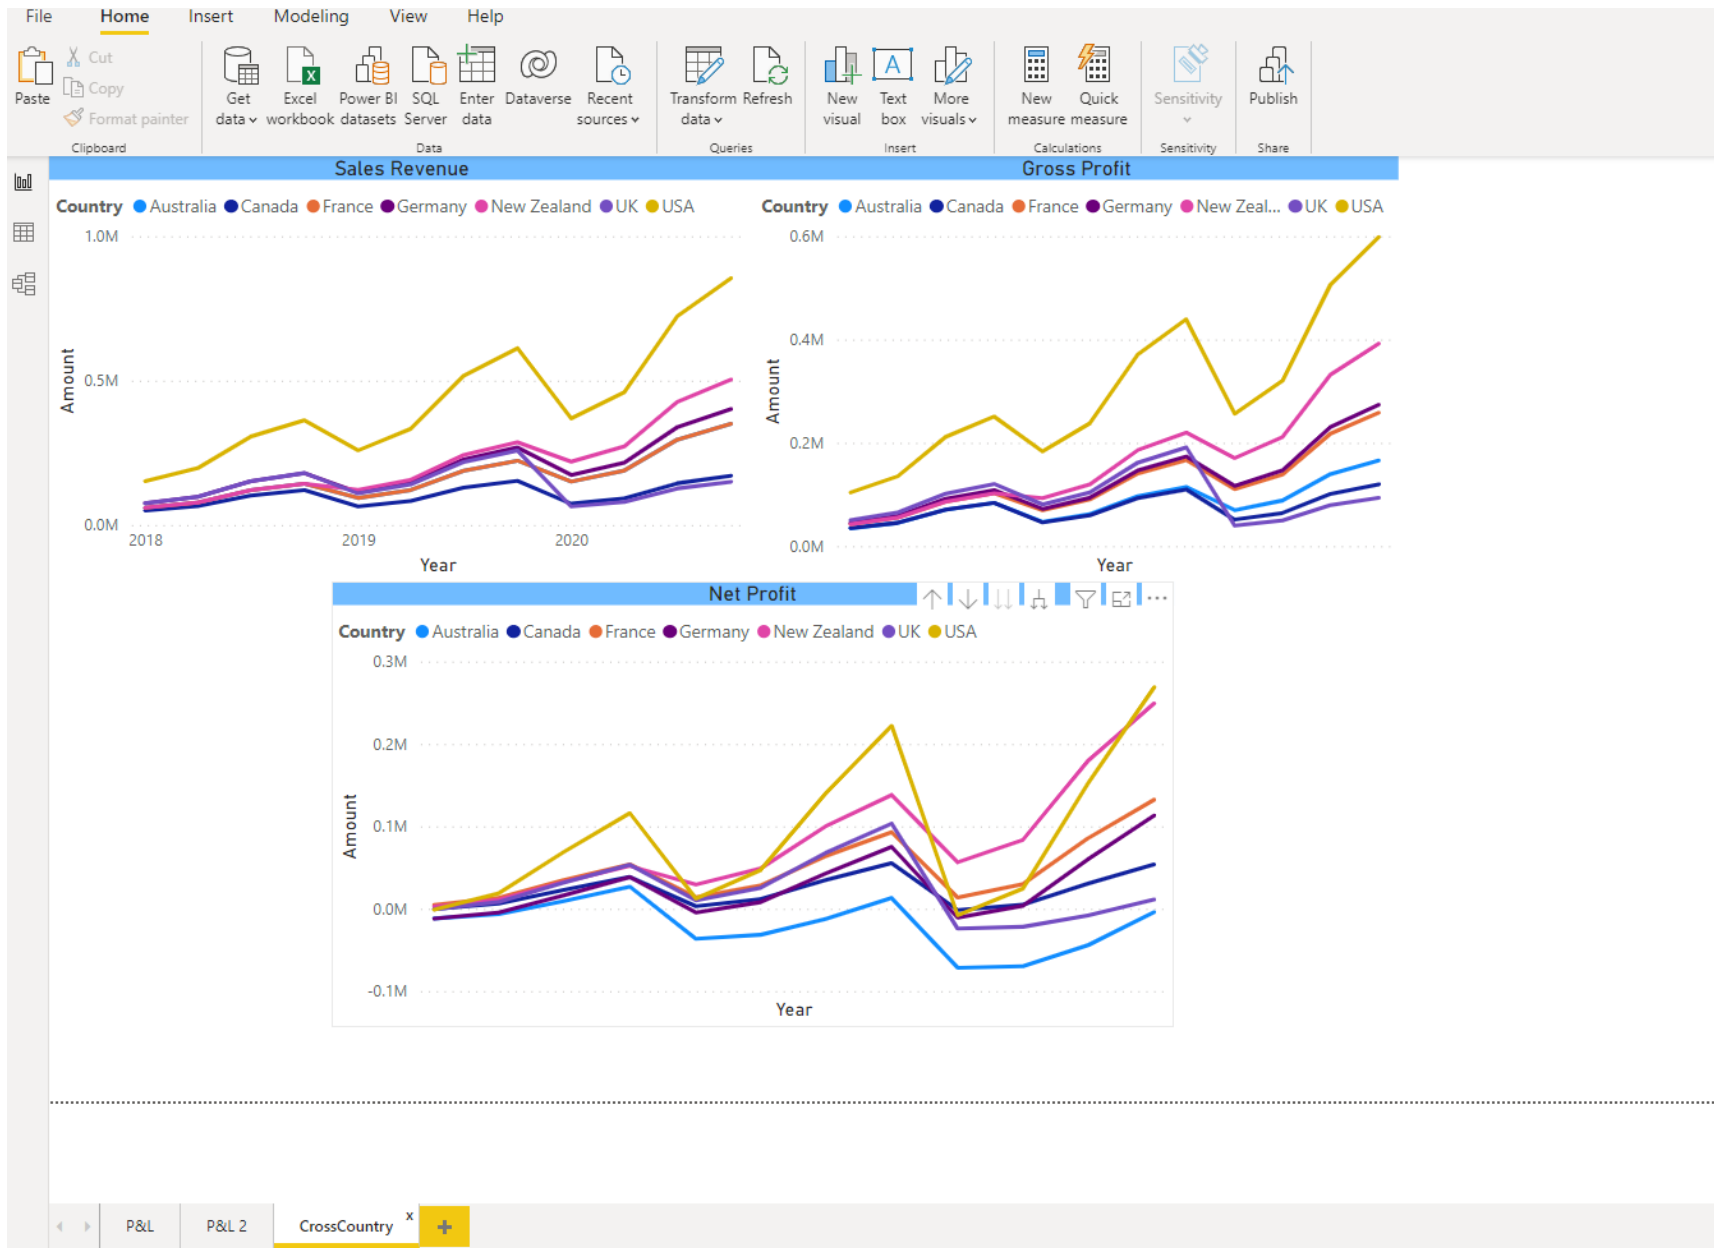 File Home Insert Modeling View Help
Paste
Cut
Copy
Format painter
Clipboard
Get data
Excel workbook
Power BI datasets
SQL Server
Enter data
Dataverse
Recent sources
Data
Transform data
Refresh
Queries
New visual
Text box
More visuals
Insert
New measure
Quick measure
Calculations
Sensitivity
Sensitivity
Publish
Share
Sales Revenue
Country Australia Canada France Germany New Zealand UK USA
1.0M
0.5M
0.0M
Amount
2018 2019 2020
Year
Gross Profit
Country Australia Canada France Germany New Zeal... UK USA
0.6M
0.4M
0.2M
0.0M
Amount
Year
Net Profit
Country Australia Canada France Germany New Zealand UK USA
0.3M
0.2M
0.1M
0.0M
-0.1M
Amount
Year
P&L P&L 2 CrossCountry x +